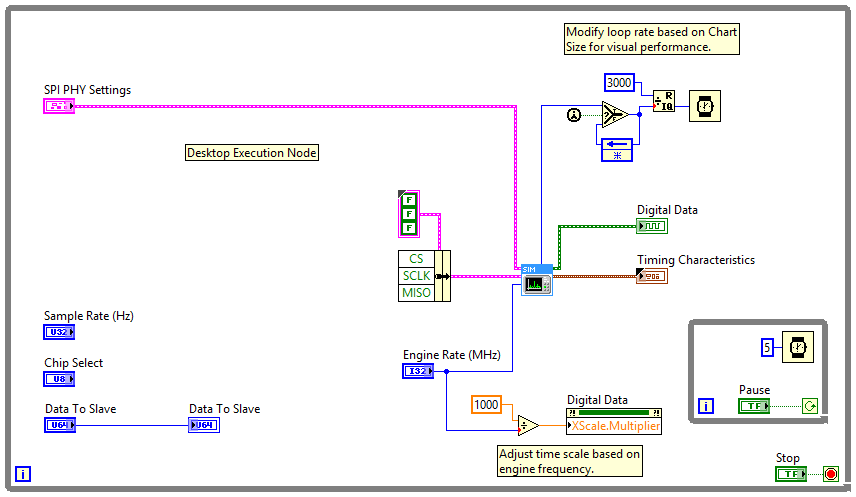 Modify loop rate based on Chart
Size for visual performance.
SPI PHY Settings
3000
R
IQ
Desktop Execution Node
F
F
F
Digital Data
CS
SCLK
MISO
SIM
Timing Characteristics
Sample Rate (Hz)
U32
Chip Select
U8
Engine Rate (MHz)
I32
5
Data To Slave
U64
Data To Slave
U64
1000
Digital Data
XScale.Multiplier
Pause
i
TF
Adjust time scale based on
engine frequency.
Stop
i
TF